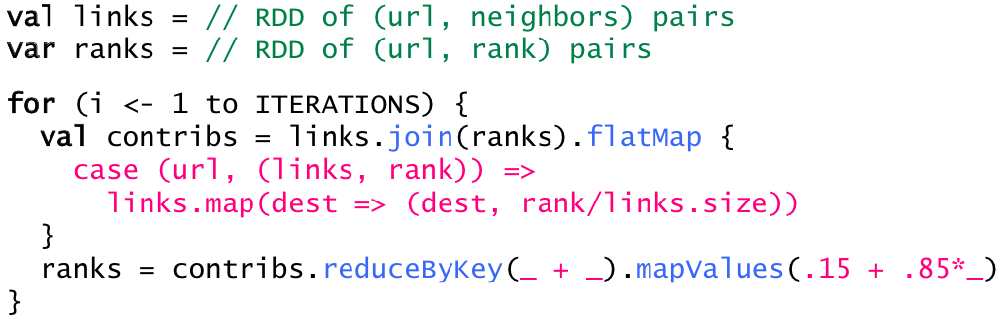 val links = // RDD of (url, neighbors) pairs
var ranks = // RDD of (url, rank) pairs
for (i <- 1 to ITERATIONS) {
  val contribs = links.join(ranks).flatMap {
    case (url, (links, rank)) =>
      links.map(dest => (dest, rank/links.size))
  }
  ranks = contribs.reduceByKey(_ + _).mapValues(.15 + .85*_)
}